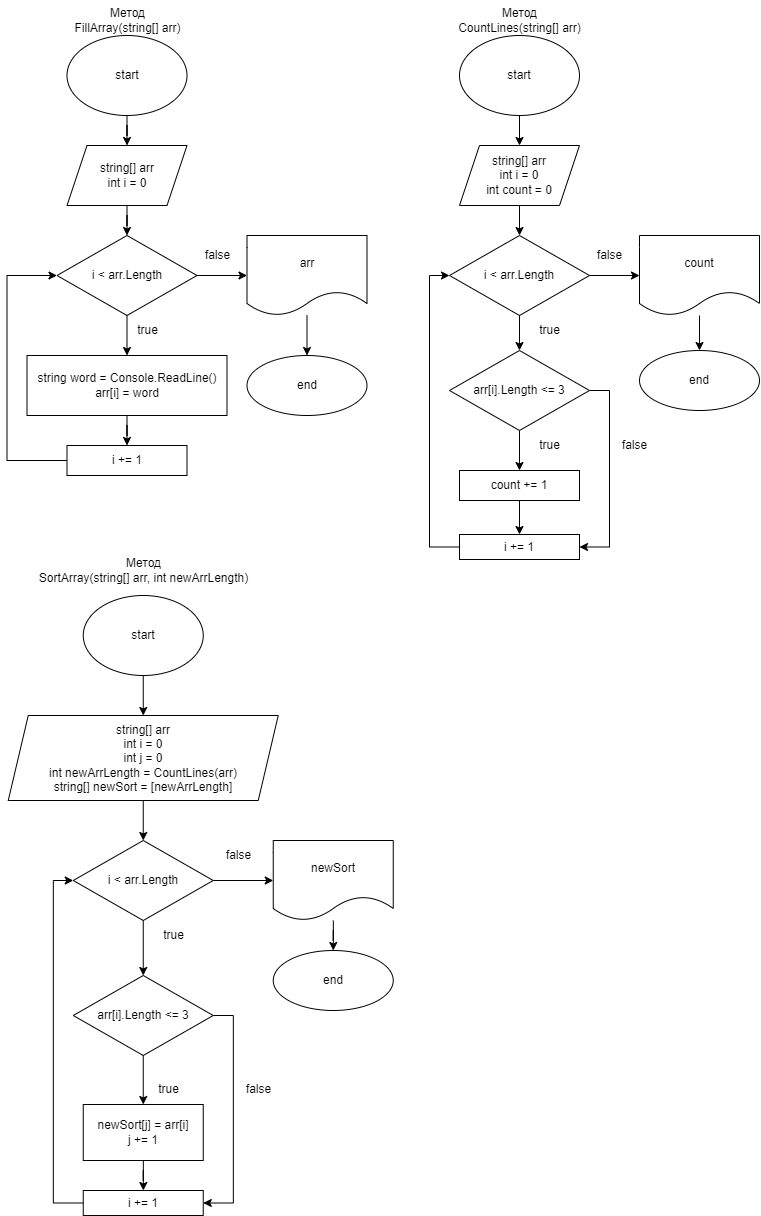 Метод
FillArray(string[] arr)
start
string[] arr
int i = 0
i < arr.Length
false
arr
true
end
string word = Console.ReadLine()
arr[i] = word
i += 1
Метод
CountLines(string[] arr)
start
string[] arr
int i = 0
int count = 0
i < arr.Length
false
count
true
end
arr[i].Length <= 3
true
false
count += 1
i += 1
Метод
SortArray(string[] arr, int newArrLength)
start
string[] arr
int i = 0
int j = 0
int newArrLength = CountLines(arr)
string[] newSort = [newArrLength]
i < arr.Length
false
newSort
true
end
arr[i].Length <= 3
true
false
newSort[j] = arr[i]
j += 1
i += 1